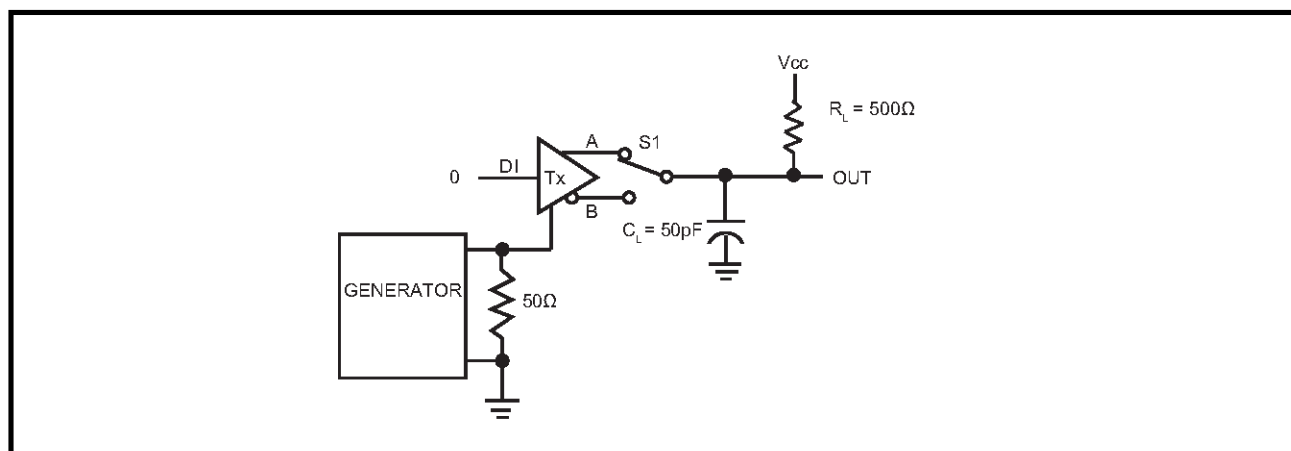 Vcc
R_L = 500Ω
A
S1
0
DI
Tx
OUT
B
C_L = 50pF
GENERATOR
50Ω